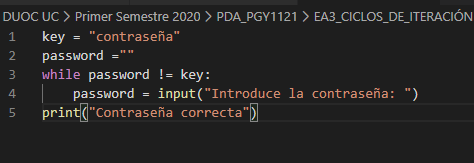 DUOC UC > Primer Semestre 2020 > PDA_PGY1121 > EA3_CICLOS_DE_ITERACIÓN
1 key = "contraseña"
2 password =""
3 while password != key:
4     password = input("Introduce la contraseña: ")
5 print("Contraseña correcta")